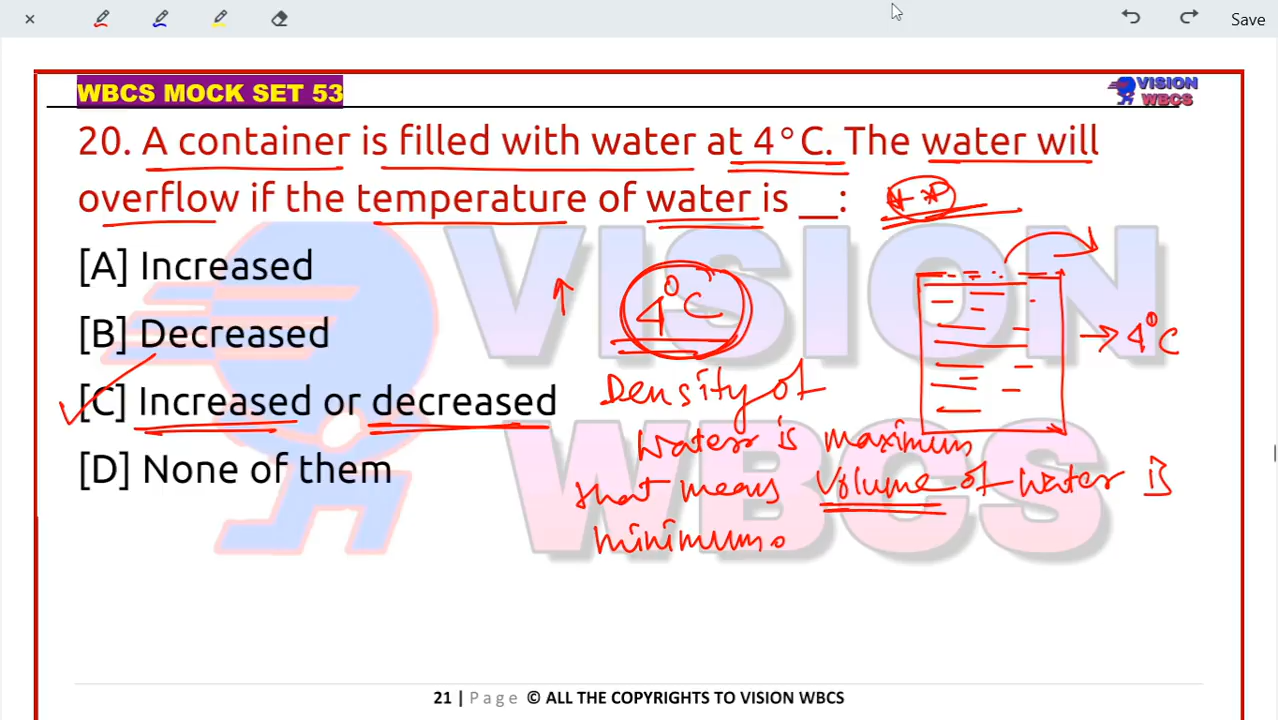 Save
WBCS MOCK SET 53
VISION
WBCS
20. A container is filled with water at 4°C. The water will
overflow if the temperature of water is __:
[A] Increased
[B] Decreased
[C] Increased or decreased
[D] None of them
4°C
→ 4°C
Density of
Water is maximum
that means volume of water is
minimum.
VISION
WBCS
21 | Page © ALL THE COPYRIGHTS TO VISION WBCS